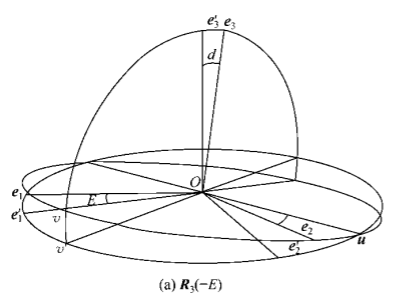 e′₃ e₃
d
O
e₁
E
e′₁
υ
e₂
u
e′₂
υ
(a) R₃(−E)